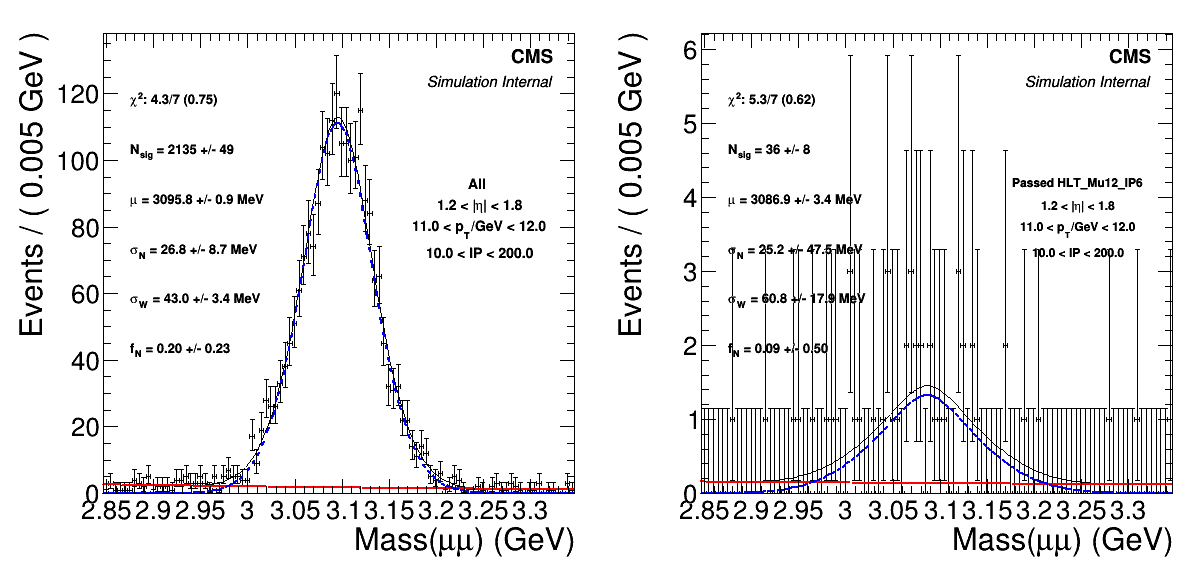 CMS
Simulation Internal
χ²: 4.3/7 (0.75)
N_sig = 2135 +/- 49
μ = 3095.8 +/- 0.9 MeV
σ_N = 26.8 +/- 8.7 MeV
σ_W = 43.0 +/- 3.4 MeV
f_N = 0.20 +/- 0.23
All
1.2 < |η| < 1.8
11.0 < p_T/GeV < 12.0
10.0 < IP < 200.0
Events / ( 0.005 GeV )
120
100
80
60
40
20
0
2.85 2.9 2.95 3 3.05 3.1 3.15 3.2 3.25 3.3
Mass(μμ) (GeV)
CMS
Simulation Internal
χ²: 5.3/7 (0.62)
N_sig = 36 +/- 8
μ = 3086.9 +/- 3.4 MeV
σ_N = 25.2 +/- 47.5 MeV
σ_W = 60.8 +/- 17.9 MeV
f_N = 0.09 +/- 0.50
Passed HLT_Mu12_IP6
1.2 < |η| < 1.8
11.0 < p_T/GeV < 12.0
10.0 < IP < 200.0
Events / ( 0.005 GeV )
6
5
4
3
2
1
0
2.85 2.9 2.95 3 3.05 3.1 3.15 3.2 3.25 3.3
Mass(μμ) (GeV)